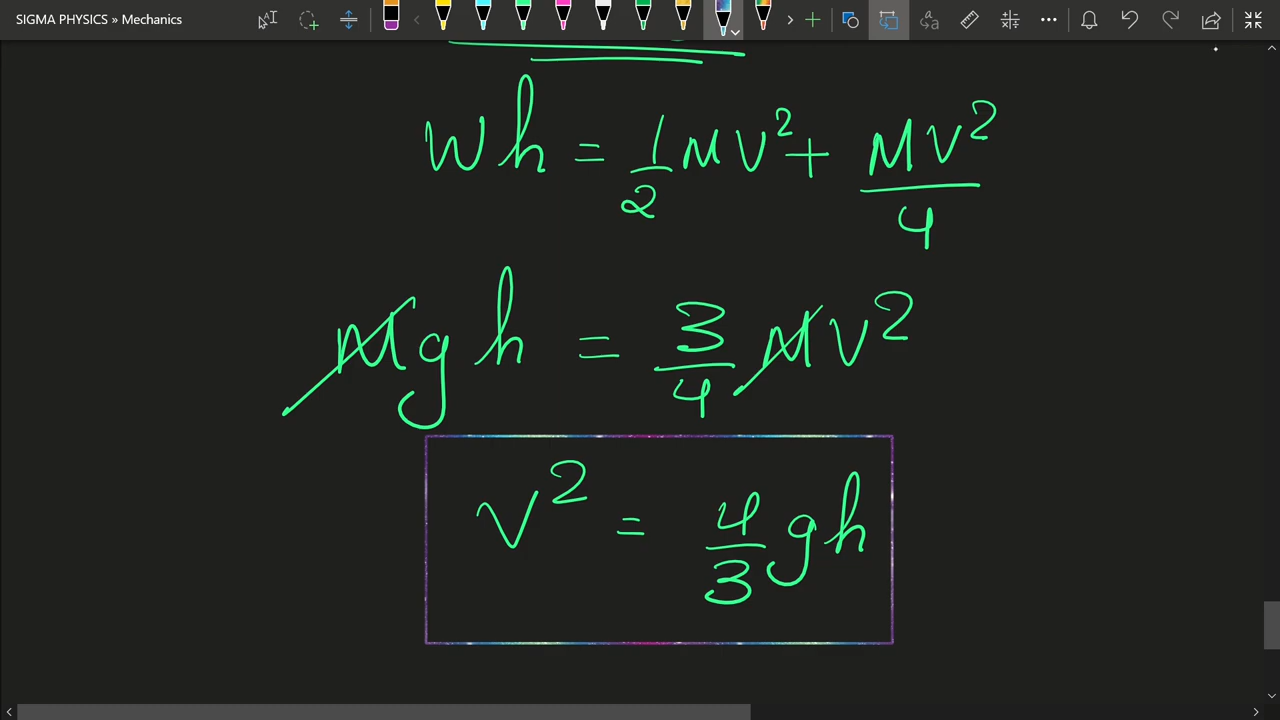 SIGMA PHYSICS » Mechanics
Wh = 1/2 MV² + MV²/4
Mgh = 3/4 MV²
V² = 4/3 gh